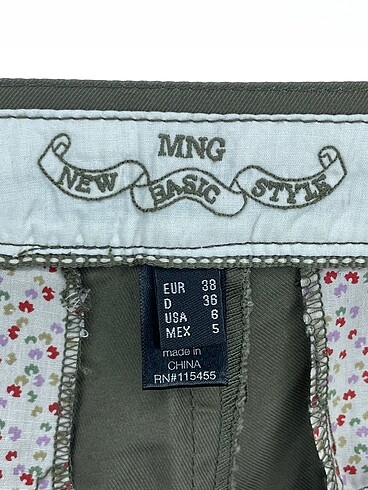 MNG
NEW BASIC STYLE
EUR 38
D 36
USA 6
MEX 5
made in
CHINA
RN#115455